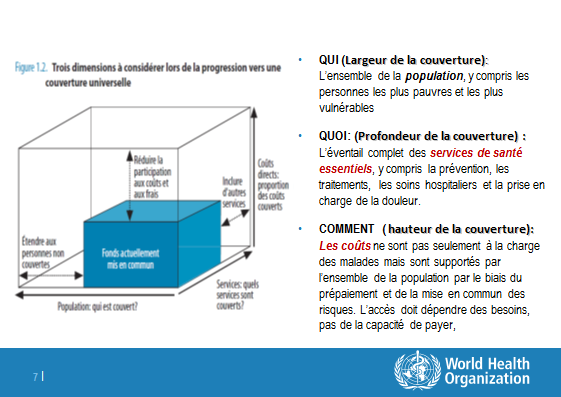 Figure 1.2. Trois dimensions à considérer lors de la progression vers une
couverture universelle
Réduire la
participation
aux coûts et
aux frais
Inclure
d'autres
services
Coûts
directs:
proportion
des coûts
couverts
Étendre aux
personnes non
couvertes
Fonds actuellement
mis en commun
Services: quels
services sont
couverts?
Population: qui est couvert?
• QUI (Largeur de la couverture):
L'ensemble de la population, y compris les
personnes les plus pauvres et les plus
vulnérables
• QUOI: (Profondeur de la couverture) :
L'éventail complet des services de santé
essentiels, y compris la prévention, les
traitements, les soins hospitaliers et la prise en
charge de la douleur.
• COMMENT ( hauteur de la couverture):
Les coûts ne sont pas seulement à la charge
des malades mais sont supportés par
l'ensemble de la population par le biais du
prépaiement et de la mise en commun des
risques. L'accès doit dépendre des besoins,
pas de la capacité de payer,
7 |
World Health
Organization